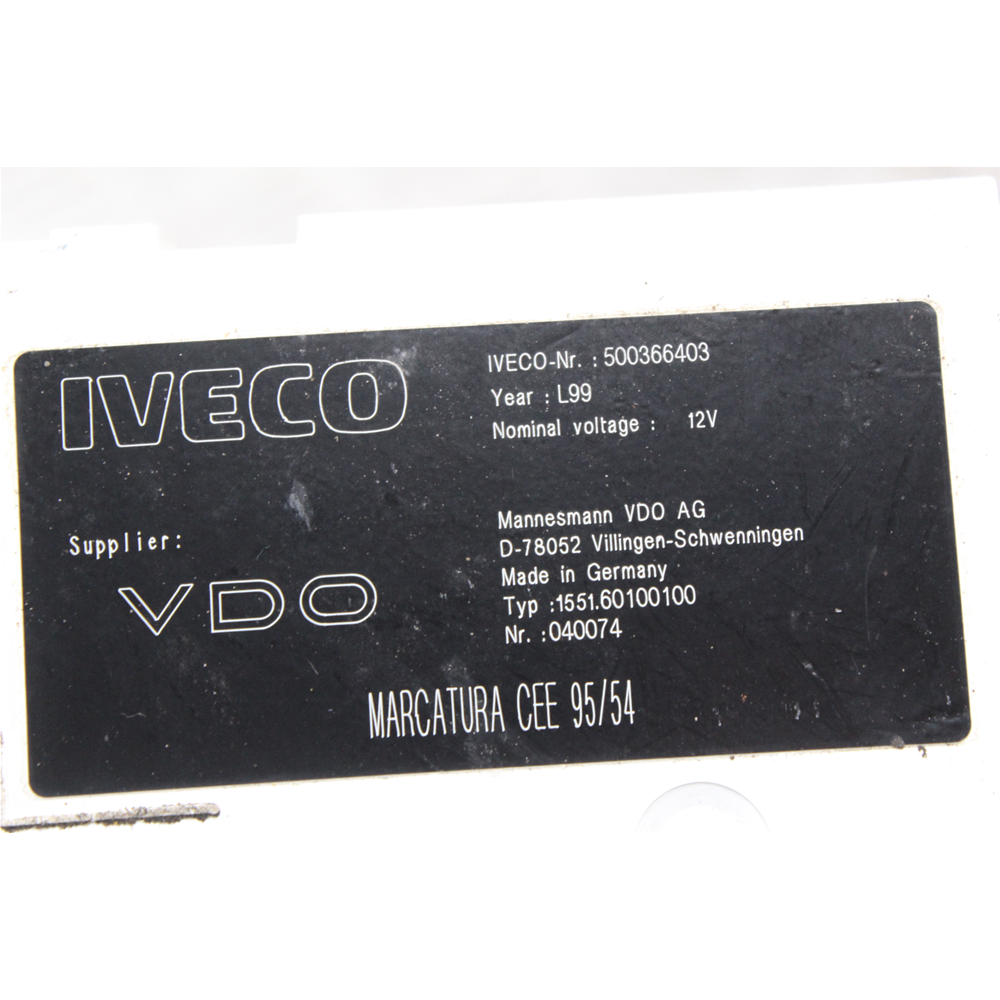 IVECO
IVECO-Nr. : 500366403
Year : L99
Nominal voltage : 12V
Supplier:
VDO
Mannesmann VDO AG
D-78052 Villingen-Schwenningen
Made in Germany
Typ :1551.60100100
Nr. :040074
MARCATURA CEE 95/54